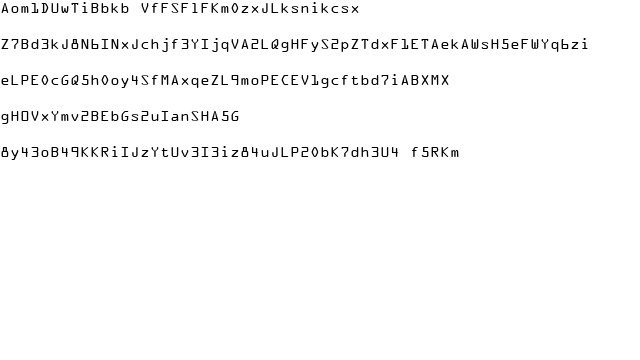 Aom1DUwTiBbkb VfFSF1FKm0zxJLksnikcsx
Z7Bd3kJ8N6INxJchjf3YIjqVA2LQgHFyS2pZTdxF1ETAekAWsH5eFWYq6zi
eLPE0cGQ5h0oy4SfMAxqeZL9moPECEV1gcftbd7iABXMX
gH0VxYmv2BEbGs2uIanSHA5G
8y43oB49KKRiIJzYtUv3I3iz84uJLP20bK7dh3U4 f5RKm